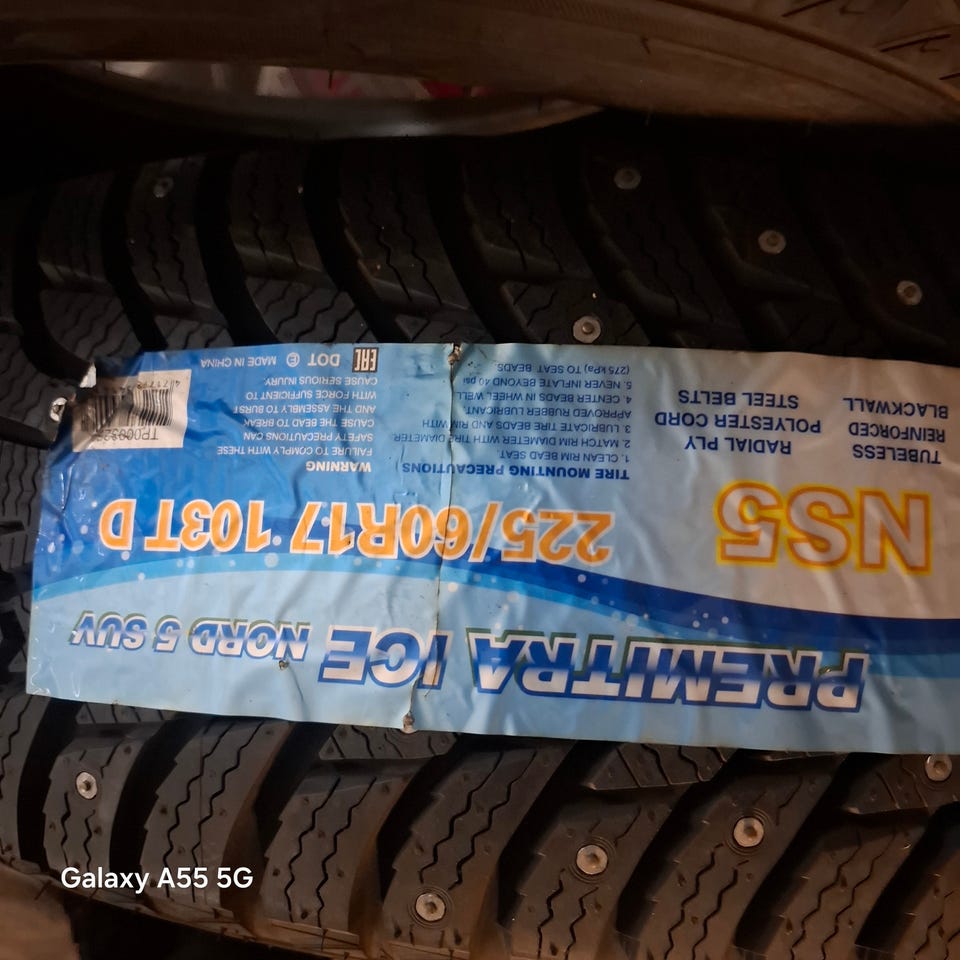 PREMITRA ICE NORD 5 SUV
NS5
225/60R17 103T D
TUBELESS
REINFORCED
BLACKWALL
RADIAL PLY
POLYESTER CORD
STEEL BELTS
TIRE MOUNTING PRECAUTIONS
1. CLEAN RIM BEAD SEAT.
2. MATCH RIM DIAMETER WITH TIRE DIAMETER
3. LUBRICATE TIRE BEADS AND RIM WITH
APPROVED RUBBER LUBRICANT
4. CENTER BEADS IN WHEEL WELL
5. NEVER INFLATE BEYOND 40 psi
(275 kPa) TO SEAT BEADS.
WARNING
FAILURE TO COMPLY WITH THESE
SAFETY PRECAUTIONS CAN
CAUSE THE BEAD TO BREAK
AND THE ASSEMBLY TO BURST
WITH FORCE SUFFICIENT TO
CAUSE SERIOUS INJURY.
EAC DOT E MADE IN CHINA
Galaxy A55 5G